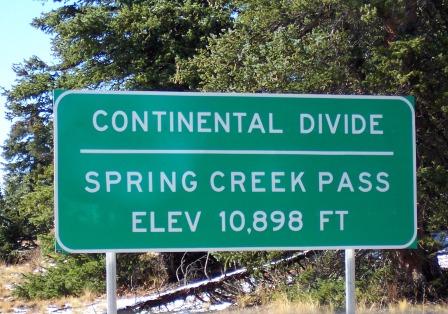 CONTINENTAL DIVIDE
SPRING CREEK PASS
ELEV 10,898 FT